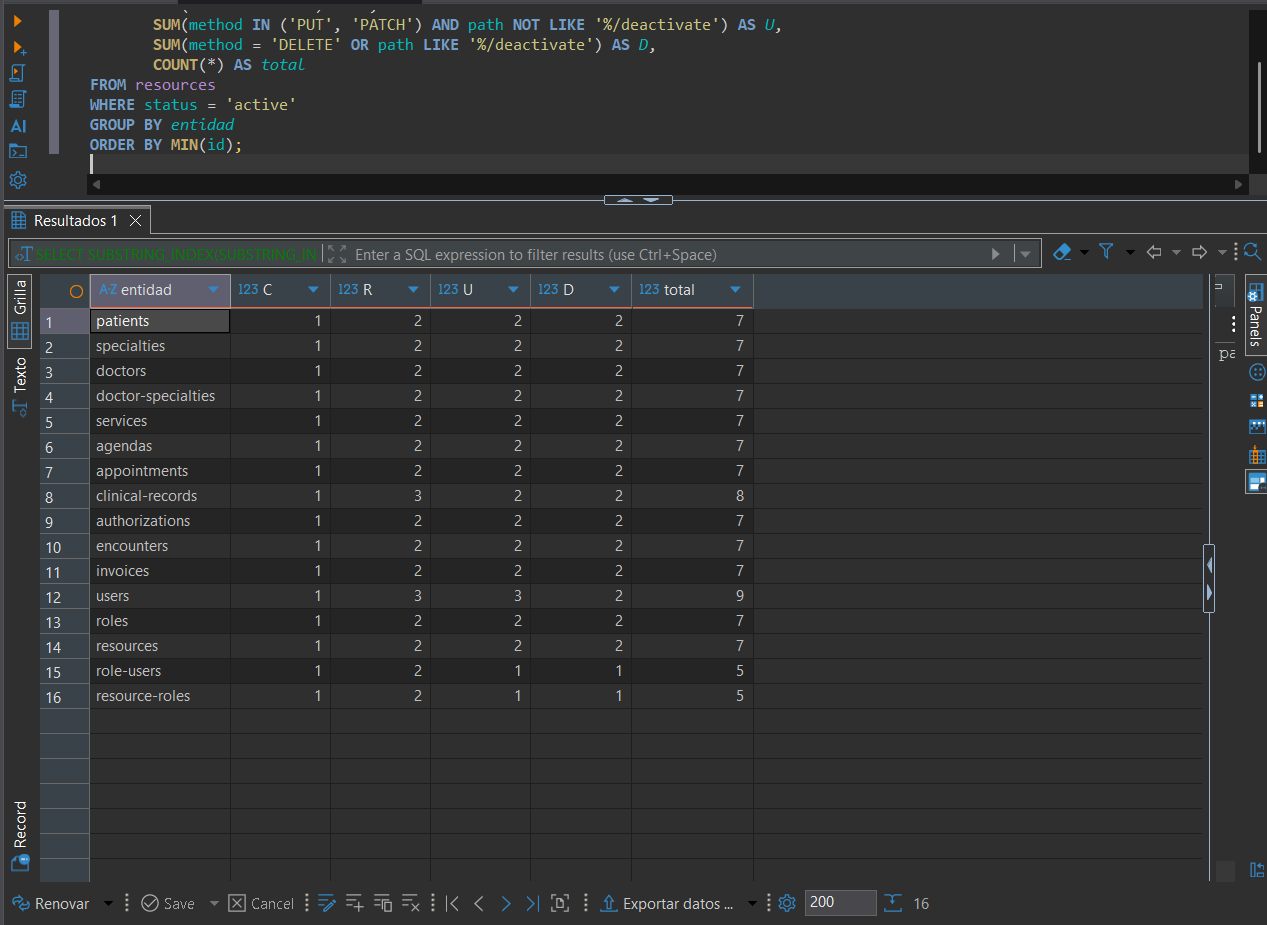 SUM(method IN ('PUT', 'PATCH') AND path NOT LIKE '%/deactivate') AS U,
SUM(method = 'DELETE' OR path LIKE '%/deactivate') AS D,
COUNT(*) AS total
FROM resources
WHERE status = 'active'
GROUP BY entidad
ORDER BY MIN(id);
AI
Resultados 1
SELECT SUBSTRING_INDEX(SUBSTRING_IN
Enter a SQL expression to filter results (use Ctrl+Space)
Grilla
Texto
Record
Panels
A-Z entidad 123 C 123 R 123 U 123 D 123 total
1 patients 1 2 2 2 7
2 specialties 1 2 2 2 7
3 doctors 1 2 2 2 7
4 doctor-specialties 1 2 2 2 7
5 services 1 2 2 2 7
6 agendas 1 2 2 2 7
7 appointments 1 2 2 2 7
8 clinical-records 1 3 2 2 8
9 authorizations 1 2 2 2 7
10 encounters 1 2 2 2 7
11 invoices 1 2 2 2 7
12 users 1 3 3 2 9
13 roles 1 2 2 2 7
14 resources 1 2 2 2 7
15 role-users 1 2 1 1 5
16 resource-roles 1 2 1 1 5
pa
Renovar Save Cancel Exportar datos ... 200 16